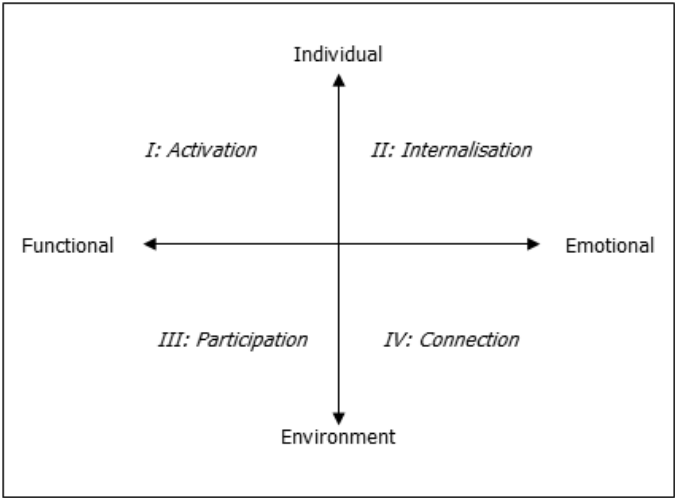 Individual
I: Activation
II: Internalisation
Functional
Emotional
III: Participation
IV: Connection
Environment